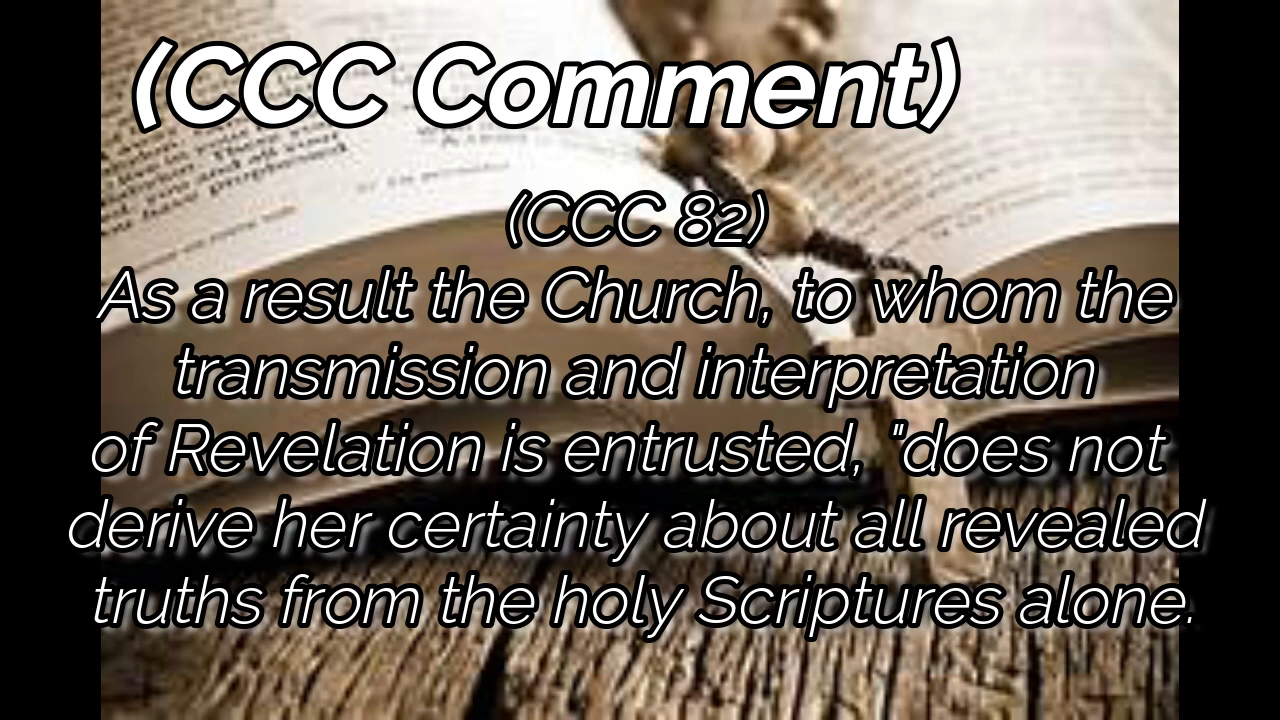 (CCC Comment)
(CCC 82)
As a result the Church, to whom the
transmission and interpretation
of Revelation is entrusted, "does not
derive her certainty about all revealed
truths from the holy Scriptures alone.